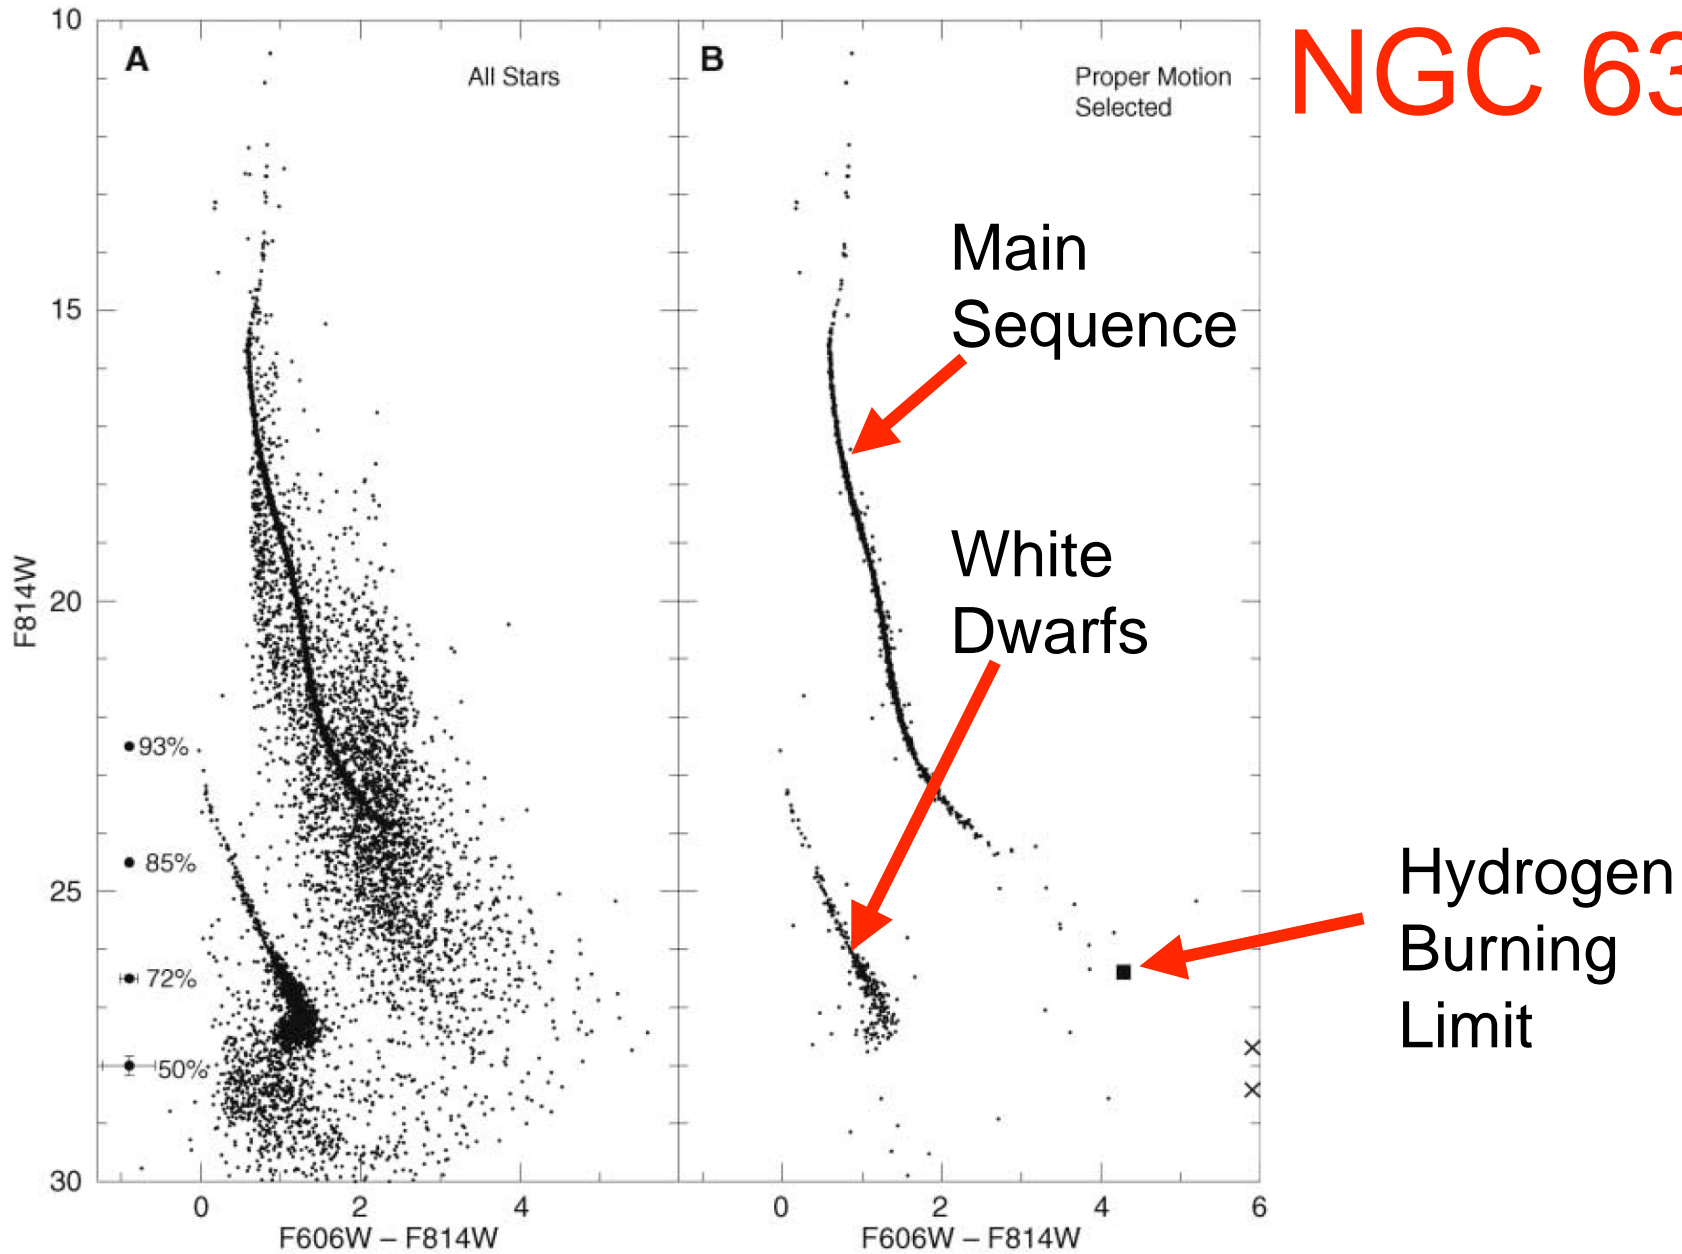 NGC 63
A
All Stars
B
Proper Motion
Selected
Main
Sequence
White
Dwarfs
Hydrogen
Burning
Limit
93%
85%
72%
50%
10
15
20
25
30
F814W
0
2
4
0
2
4
6
F606W – F814W
F606W – F814W